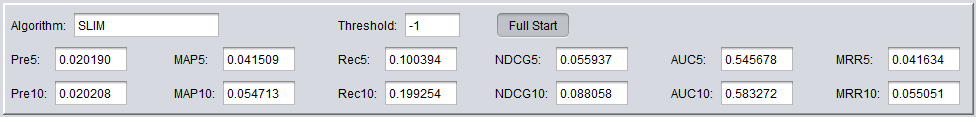 Algorithm: SLIM Threshold: -1 Full Start
Pre5: 0.020190 MAP5: 0.041509 Rec5: 0.100394 NDCG5: 0.055937 AUC5: 0.545678 MRR5: 0.041634
Pre10: 0.020208 MAP10: 0.054713 Rec10: 0.199254 NDCG10: 0.088058 AUC10: 0.583272 MRR10: 0.055051